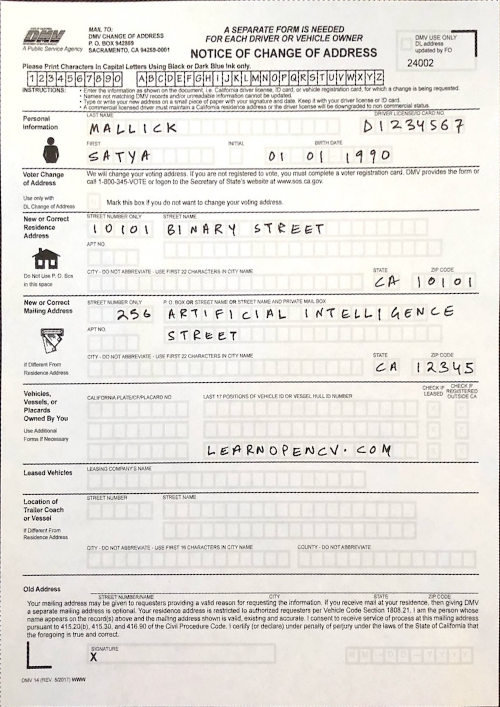 DMV
A Public Service Agency
MAIL TO:
DMV CHANGE OF ADDRESS
P. O. BOX 942859
SACRAMENTO, CA 94269-0001
A SEPARATE FORM IS NEEDED
FOR EACH DRIVER OR VEHICLE OWNER
NOTICE OF CHANGE OF ADDRESS
DMV USE ONLY
DL address
updated by FO
24002
Please Print Characters In Capital Letters Using Black or Dark Blue Ink only.
1234567890 ABCDEFGHIJKLMNOPQRSTUVWXYZ
INSTRUCTIONS:
• Enter the information as shown on the document, i.e. California driver license, ID card, or vehicle registration card, for which a change is being requested.
• Names not matching DMV records and/or unreadable information cannot be updated.
• Type or write your new address on a small piece of paper with your signature and date. Keep it with your driver license or ID card.
• A commercial licensed driver must maintain a California residence address or the driver license will be downgraded to non commercial status.
Personal
Information
LAST NAME
DRIVER LICENSE/ID CARD NO.
MALLICK
D1234567
FIRST
INITIAL
BIRTH DATE
SATYA
01 01 1990
Voter Change
of Address
We will change your voting address. If you are not registered to vote, you must complete a voter registration card. DMV provides the form or
call 1-800-345-VOTE or logon to the Secretary of State's website at www.sos.ca.gov.
Use only with
DL Change of Address
Mark this box if you do not want to change your voting address.
New or Correct
Residence
Address
STREET NUMBER ONLY
STREET NAME
10101 BINARY STREET
APT NO.
Do Not Use P. O. Box
in this space
CITY - DO NOT ABBREVIATE - USE FIRST 22 CHARACTERS IN CITY NAME
STATE
ZIP CODE
CA 10101
New or Correct
Mailing Address
STREET NUMBER ONLY
P. O. BOX OR STREET NAME OR STREET NAME AND PRIVATE MAIL BOX
256 ARTIFICIAL INTELLIGENCE
APT NO.
STREET
If Different From
Residence Address
CITY - DO NOT ABBREVIATE - USE FIRST 22 CHARACTERS IN CITY NAME
STATE
ZIP CODE
CA 12345
Vehicles,
Vessels, or
Placards
Owned By You
Use Additional
Forms If Necessary
CALIFORNIA PLATE/CF/PLACARD NO.
LAST 17 POSITIONS OF VEHICLE ID OR VESSEL HULL ID NUMBER
CHECK IF
LEASED
CHECK IF
REGISTERED
OUTSIDE CA
LEARNOPENCV.COM
Leased Vehicles
LEASING COMPANY'S NAME
Location of
Trailer Coach
or Vessel
STREET NUMBER
STREET NAME
If Different From
Residence Address
CITY - DO NOT ABBREVIATE - USE FIRST 16 CHARACTERS IN CITY NAME
COUNTY - DO NOT ABBREVIATE
Old Address
STREET NUMBER/NAME
CITY
STATE
ZIP CODE
Your mailing address may be given to requesters providing a valid reason for requesting the information. If you receive mail at your residence, then giving DMV
a separate mailing address is optional. Your residence address is restricted to authorized requesters per Vehicle Code Section 1808.21. I am the person whose
name appears on the record(s) above and the mailing address shown is valid, existing and accurate. I consent to receive service of process at this mailing address
pursuant to 415.20(b), 415.30, and 416.90 of the Civil Procedure Code. I certify (or declare) under penalty of perjury under the laws of the State of California that
the foregoing is true and correct.
SIGNATURE
X
DMV 14 (REV. 5/2017) WWW